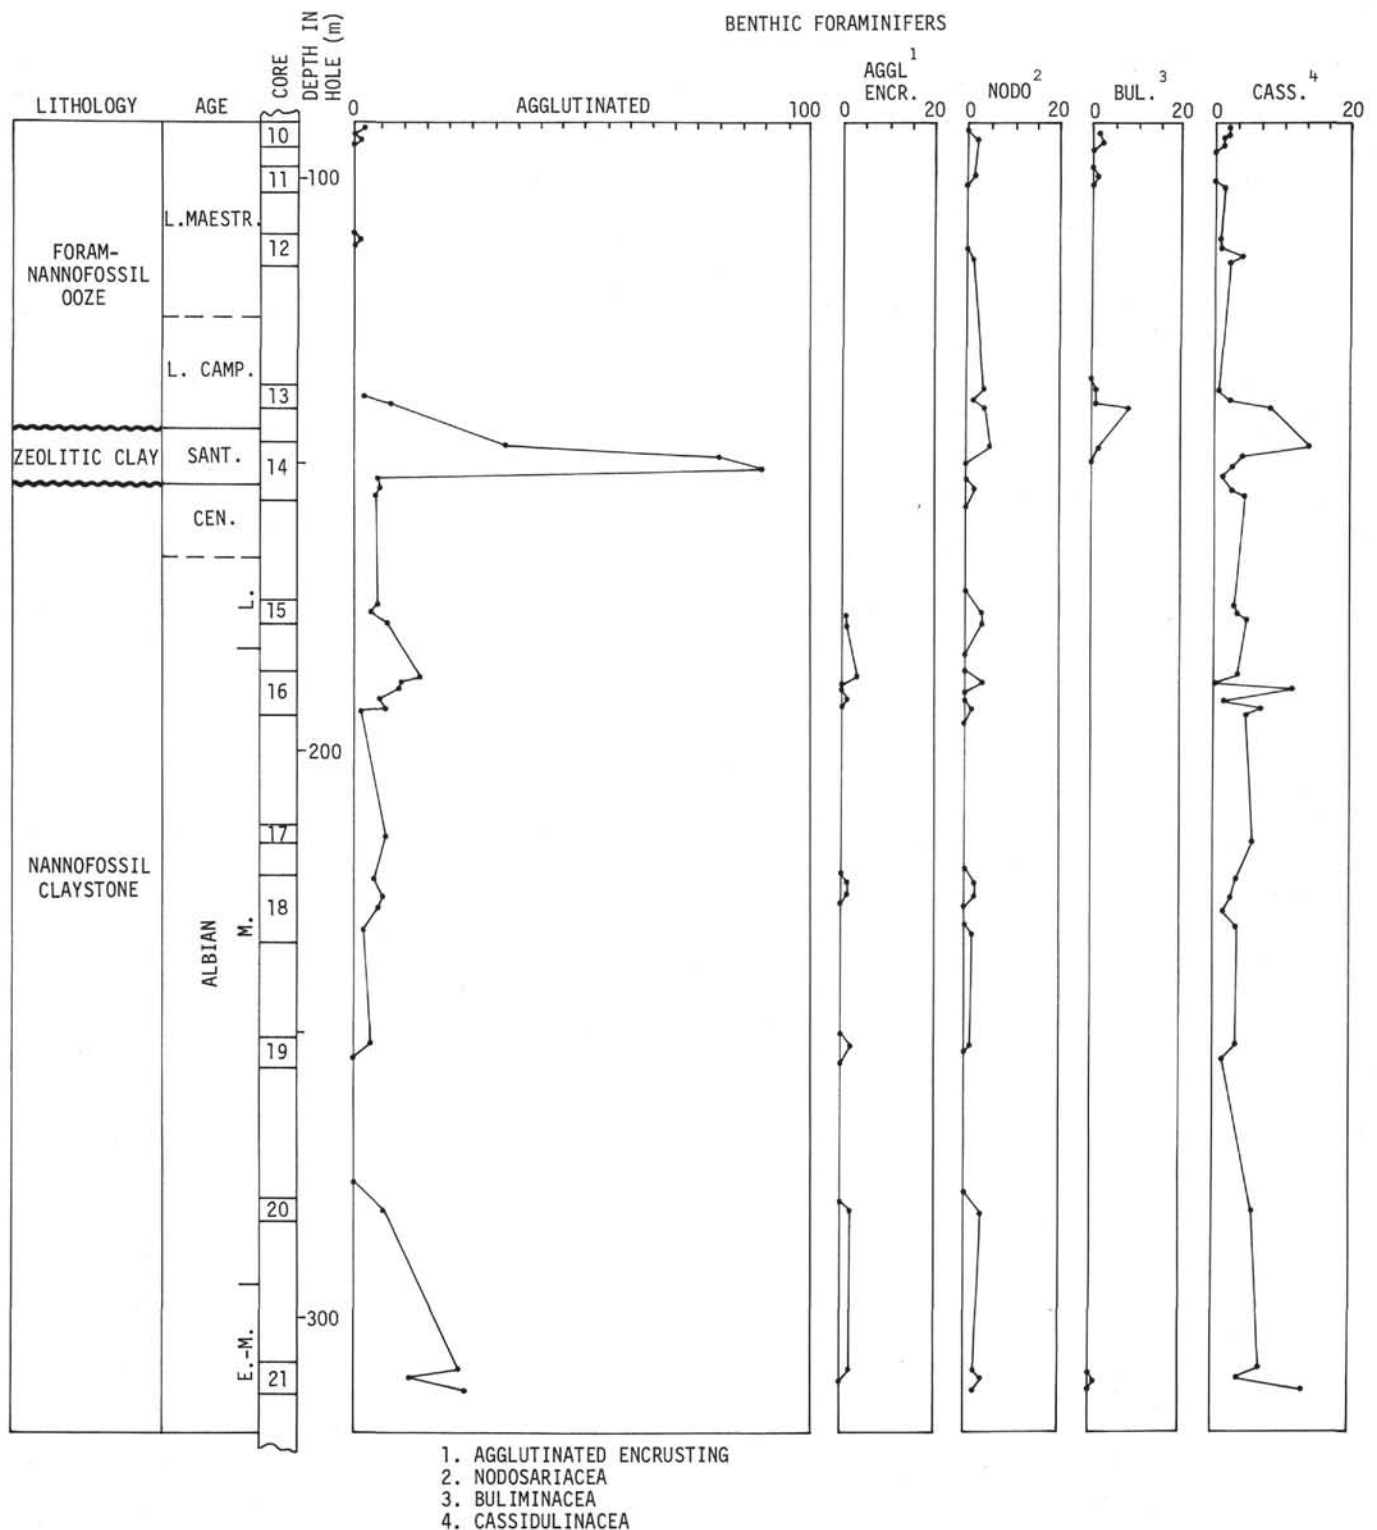 BENTHIC FORAMINIFERS
LITHOLOGY
AGE
CORE
DEPTH IN
HOLE (m)
0 AGGLUTINATED 100
AGGL 1
ENCR.
0 20
NODO 2
0 20
BUL. 3
0 20
CASS. 4
0 20
FORAM-
NANNOFOSSIL
OOZE
ZEOLITIC CLAY
NANNOFOSSIL
CLAYSTONE
L.MAESTR.
L. CAMP.
SANT.
CEN.
ALBIAN
L.
M.
E.-M.
10
11
12
13
14
15
16
17
18
19
20
21
100
200
300
1. AGGLUTINATED ENCRUSTING
2. NODOSARIACEA
3. BULIMINACEA
4. CASSIDULINACEA